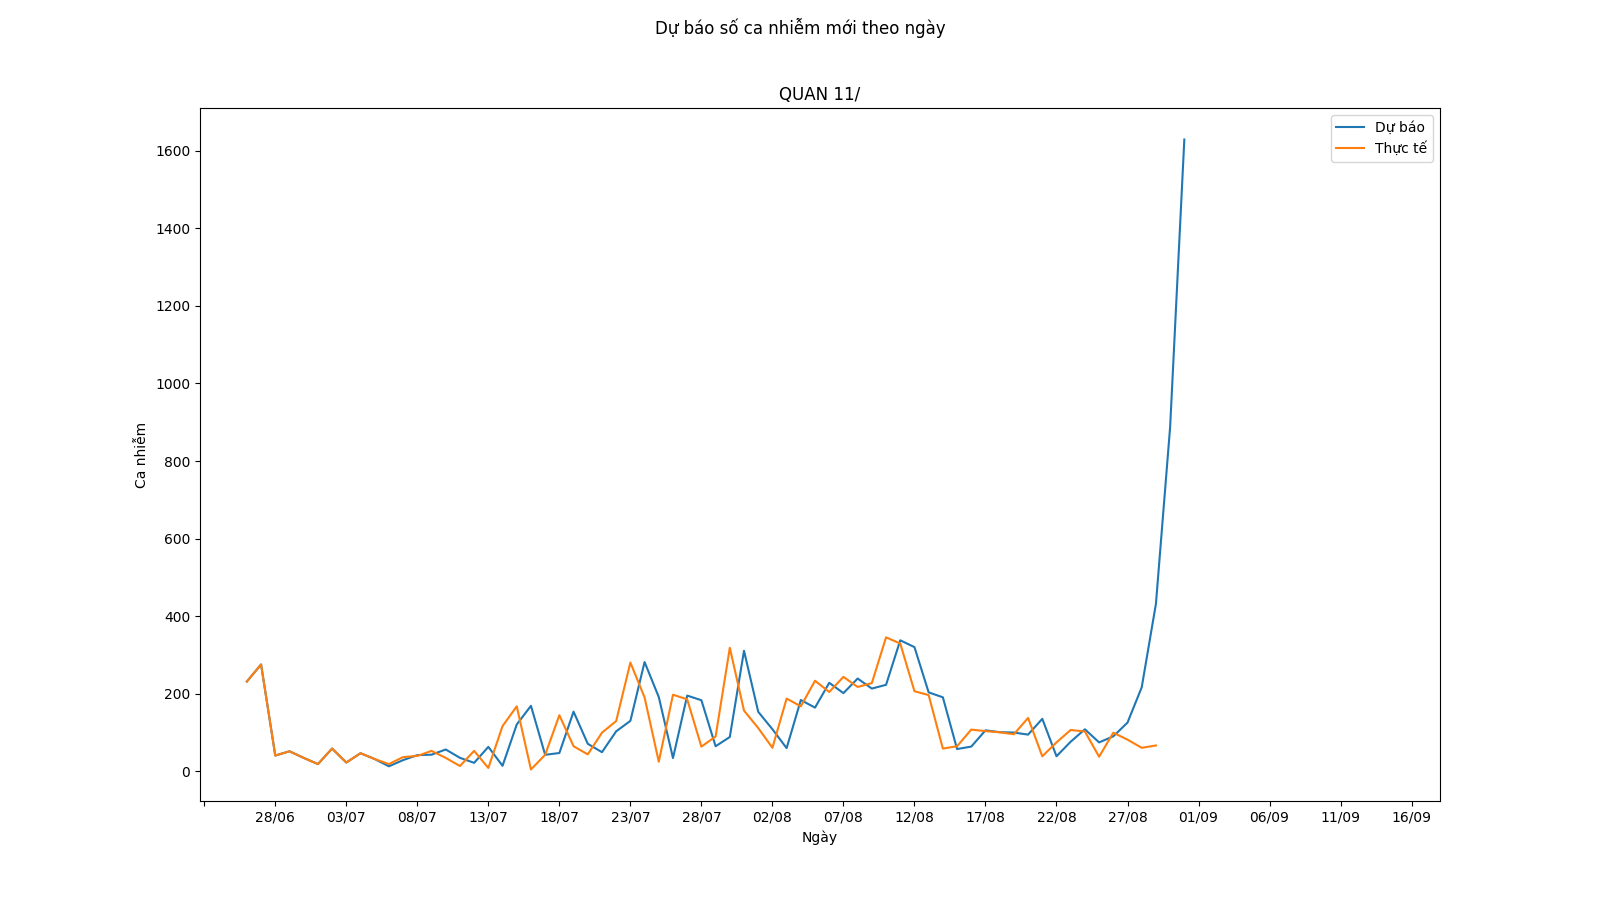 Dự báo số ca nhiễm mới theo ngày
QUAN 11/
Dự báo
Thực tế
1600
1400
1200
1000
800
600
400
200
0
Ca nhiễm
28/06 03/07 08/07 13/07 18/07 23/07 28/07 02/08 07/08 12/08 17/08 22/08 27/08 01/09 06/09 11/09 16/09
Ngày